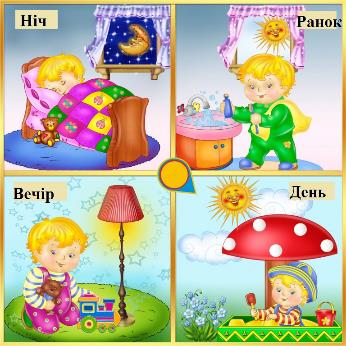 Ніч
Ранок
Вечір
День